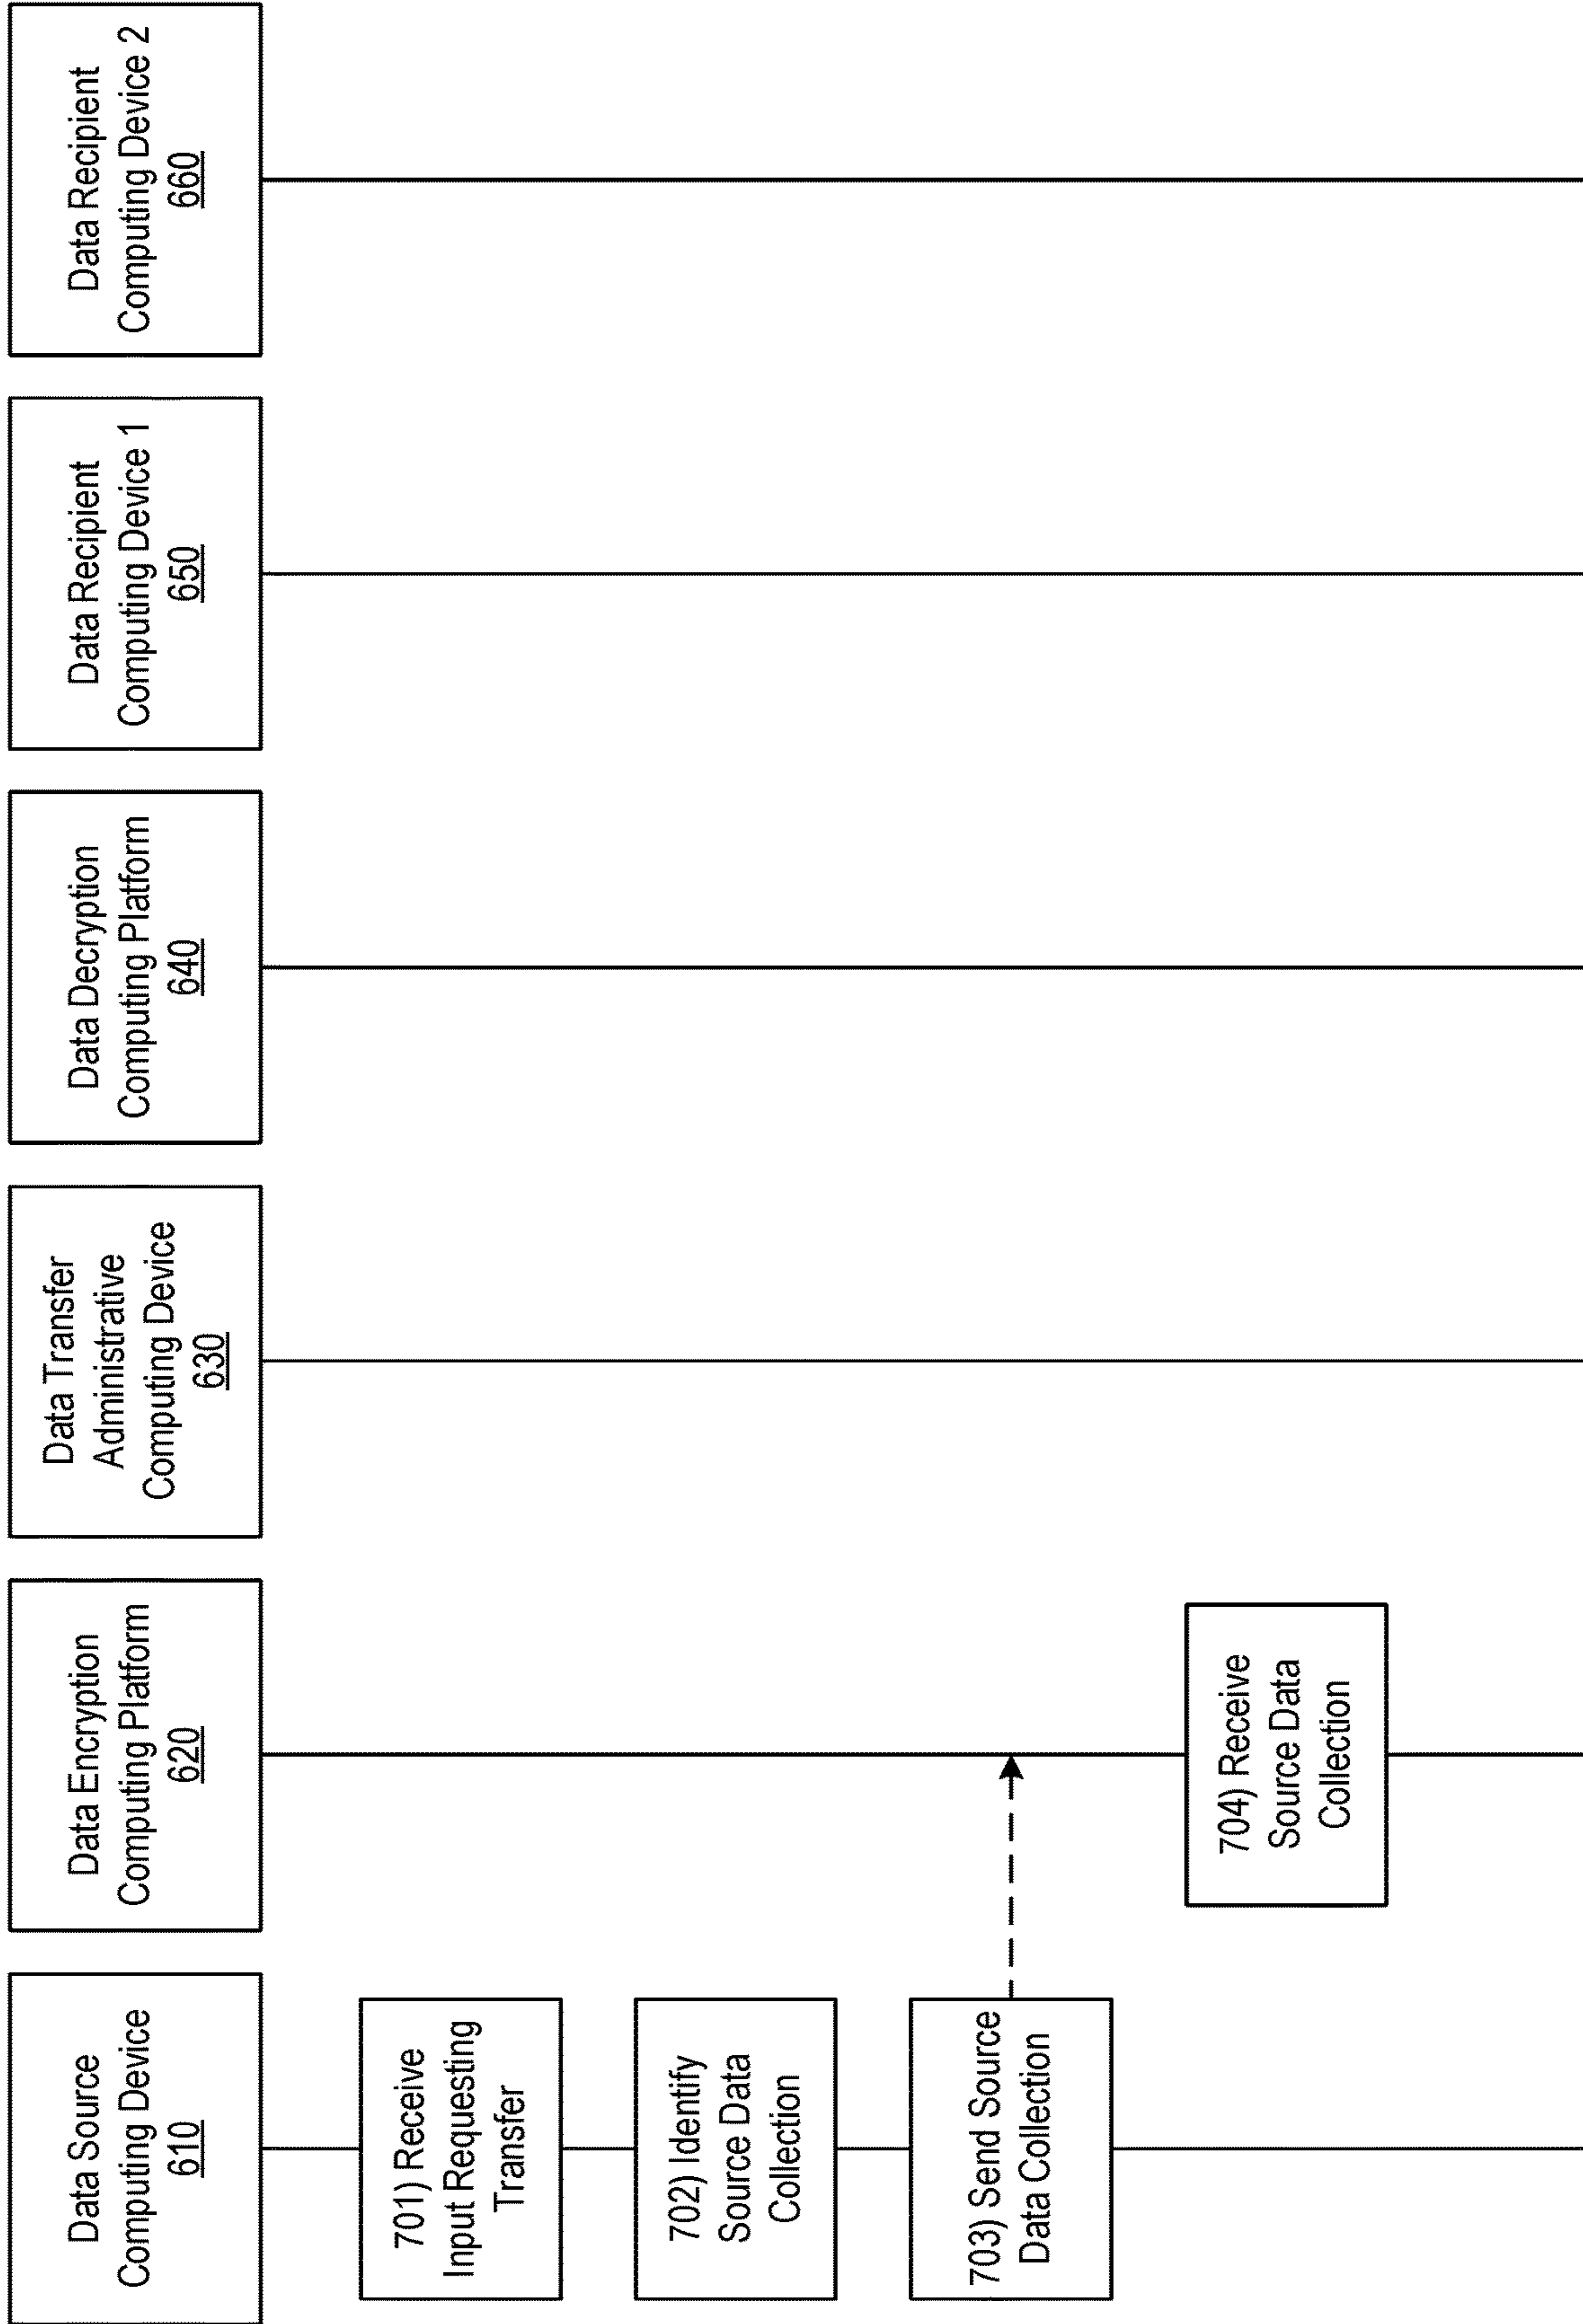 Data Source
Computing Device
610
Data Encryption
Computing Platform
620
Data Transfer
Administrative
Computing Device
630
Data Decryption
Computing Platform
640
Data Recipient
Computing Device 1
650
Data Recipient
Computing Device 2
660
701) Receive
Input Requesting
Transfer
702) Identify
Source Data
Collection
703) Send Source
Data Collection
704) Receive
Source Data
Collection